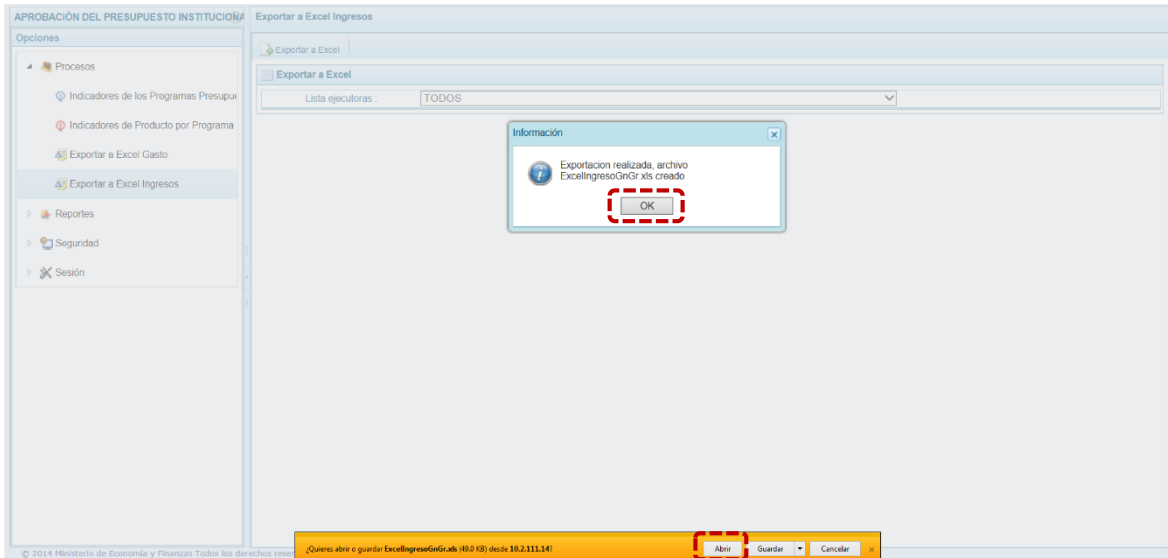 APROBACIÓN DEL PRESUPUESTO INSTITUCIONA
Opciones
Procesos
Indicadores de los Programas Presupue
Indicadores de Producto por Programa
Exportar a Excel Gasto
Exportar a Excel Ingresos
Reportes
Seguridad
Sesión
Exportar a Excel Ingresos
Exportar a Excel
Exportar a Excel
Lista ejecutoras : TODOS
Información
Exportacion realizada, archivo
ExcelIngresoGnGr.xls creado
OK
© 2014 Ministerio de Economía y Finanzas Todos los derechos reser
¿Quieres abrir o guardar ExcelIngresoGnGr.xls (49.0 KB) desde 10.2.111.14? Abrir Guardar Cancelar